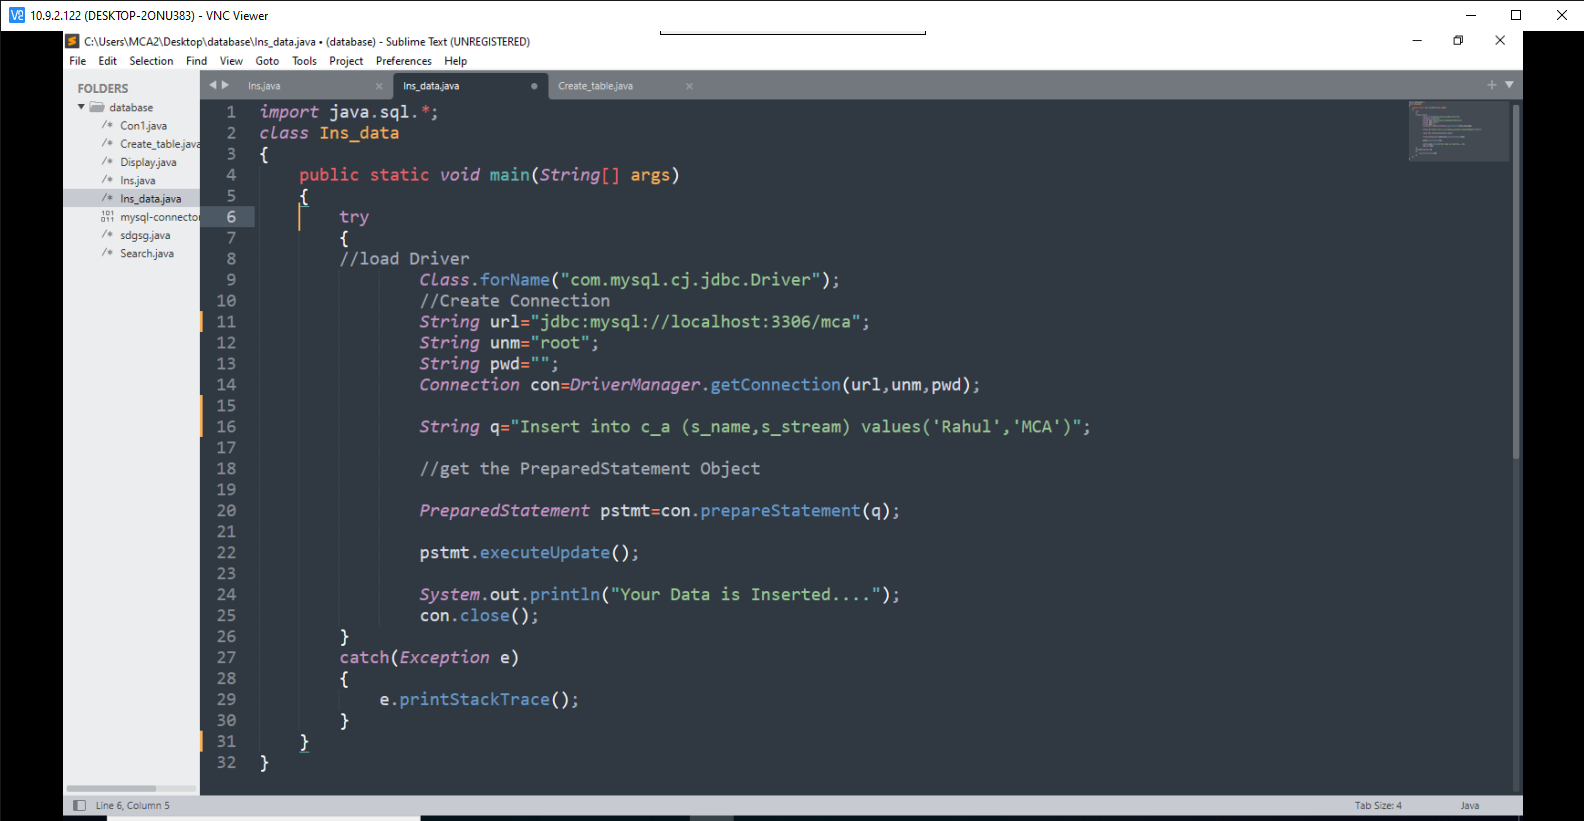 10.9.2.122 (DESKTOP-2ONU383) - VNC Viewer
C:\Users\MCA2\Desktop\database\Ins_data.java • (database) - Sublime Text (UNREGISTERED)
File Edit Selection Find View Goto Tools Project Preferences Help
FOLDERS
database
/* Con1.java
/* Create_table.java
/* Display.java
/* Ins.java
/* Ins_data.java
mysql-connector
/* sdgsg.java
/* Search.java
Ins.java × Ins_data.java • Create_table.java ×
1 import java.sql.*;
2 class Ins_data
3 {
4 public static void main(String[] args)
5 {
6 try
7 {
8 //load Driver
9 Class.forName("com.mysql.cj.jdbc.Driver");
10 //Create Connection
11 String url="jdbc:mysql://localhost:3306/mca";
12 String unm="root";
13 String pwd="";
14 Connection con=DriverManager.getConnection(url,unm,pwd);
15
16 String q="Insert into c_a (s_name,s_stream) values('Rahul','MCA')";
17
18 //get the PreparedStatement Object
19
20 PreparedStatement pstmt=con.prepareStatement(q);
21
22 pstmt.executeUpdate();
23
24 System.out.println("Your Data is Inserted....");
25 con.close();
26 }
27 catch(Exception e)
28 {
29 e.printStackTrace();
30 }
31 }
32 }
Line 6, Column 5
Tab Size: 4
Java